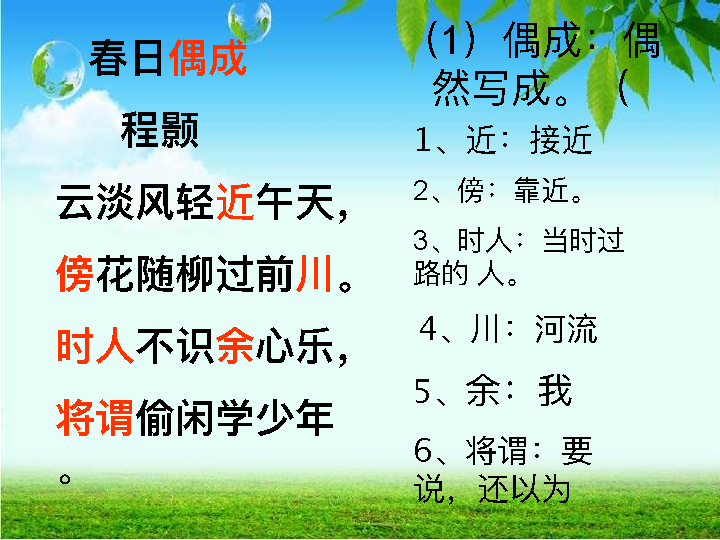 春日偶成
程颢
云淡风轻近午天，
傍花随柳过前川。
时人不识余心乐，
将谓偷闲学少年
。
（1）偶成：偶
然写成。（
1、近：接近
2、傍：靠近。
3、时人：当时过
路的 人。
4、川：河流
5、余：我
6、将谓：要
说，还以为